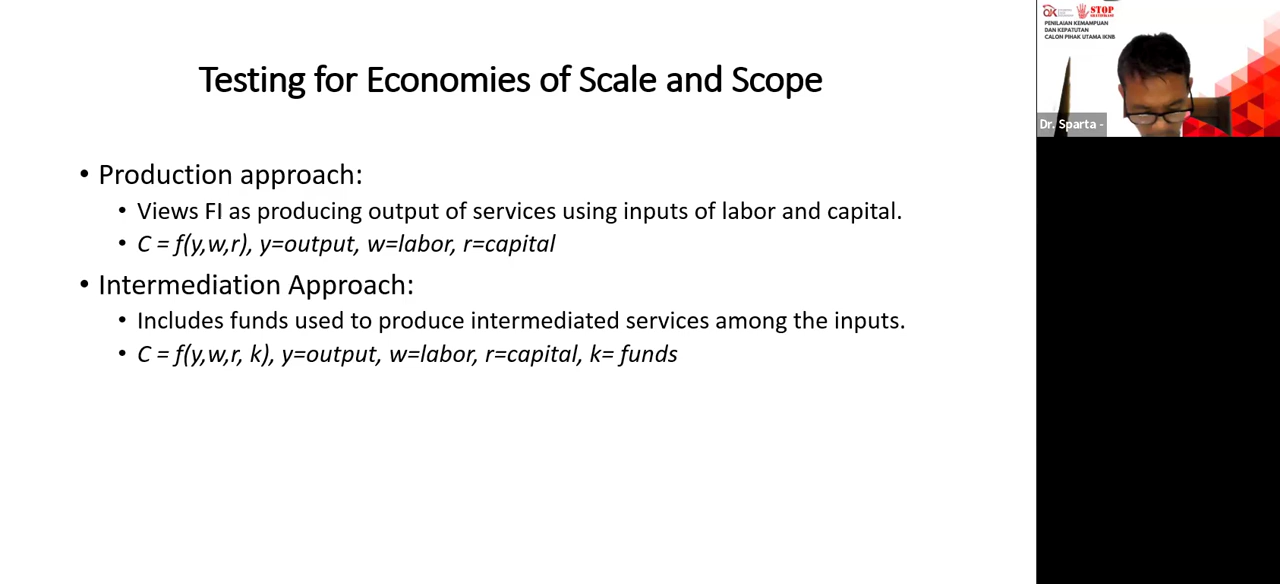 Testing for Economies of Scale and Scope
• Production approach:
• Views FI as producing output of services using inputs of labor and capital.
• C = f(y,w,r), y=output, w=labor, r=capital
• Intermediation Approach:
• Includes funds used to produce intermediated services among the inputs.
• C = f(y,w,r, k), y=output, w=labor, r=capital, k= funds
STOP
PENILAIAN KEMAMPUAN
DAN KEPATUTAN
CALON PIHAK UTAMA IKNB
Dr. Sparta -